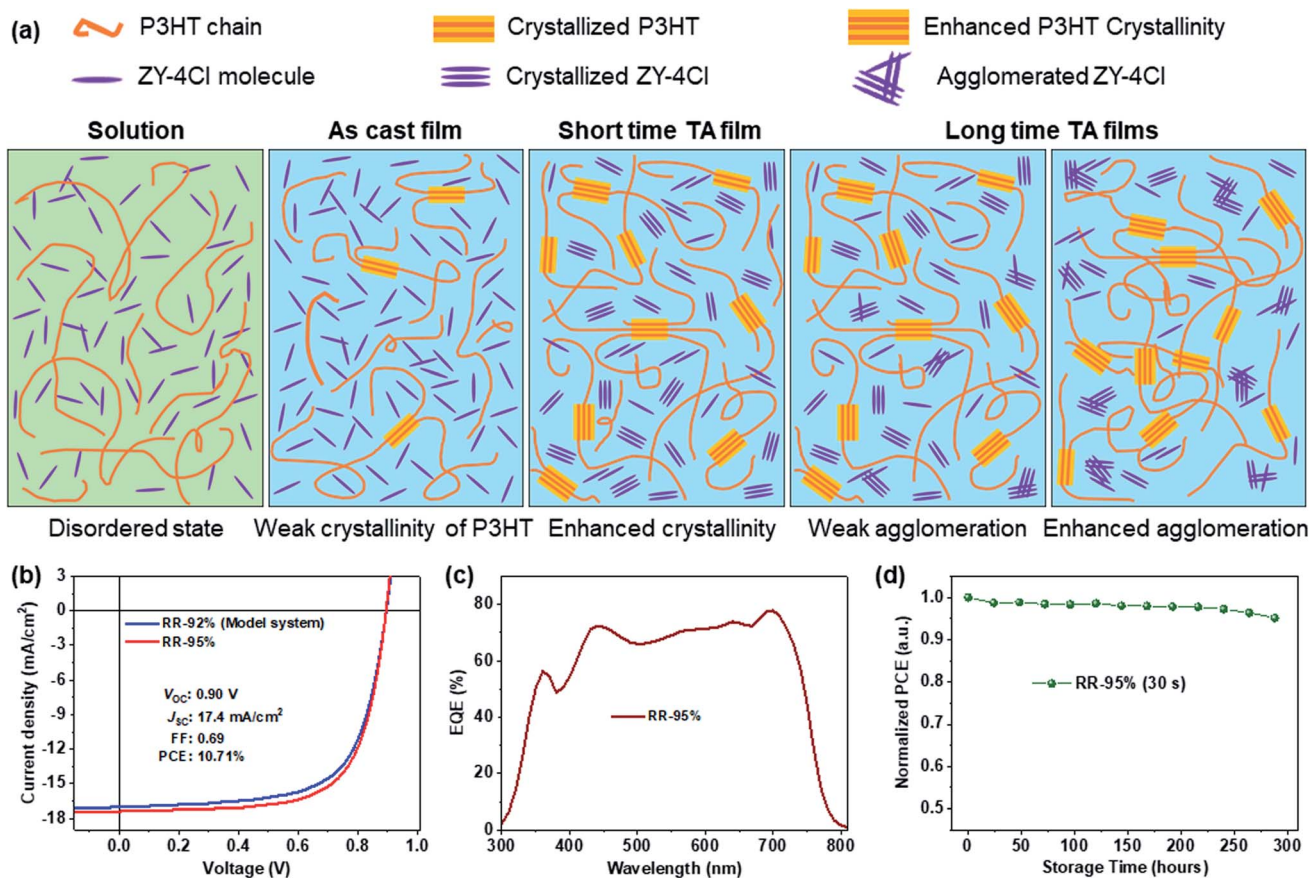 (a)
P3HT chain
Crystallized P3HT
Enhanced P3HT Crystallinity
ZY-4Cl molecule
Crystallized ZY-4Cl
Agglomerated ZY-4Cl
Solution
As cast film
Short time TA film
Long time TA films
Disordered state
Weak crystallinity of P3HT
Enhanced crystallinity
Weak agglomeration
Enhanced agglomeration
(b)
Current density (mA/cm²)
3
0
-3
-6
-9
-12
-15
-18
RR-92% (Model system)
RR-95%
VOC: 0.90 V
JSC: 17.4 mA/cm²
FF: 0.69
PCE: 10.71%
0.0 0.2 0.4 0.6 0.8 1.0
Voltage (V)
(c)
EQE (%)
80
60
40
20
0
RR-95%
300 400 500 600 700 800
Wavelength (nm)
(d)
Normalized PCE (a.u.)
1.0
0.9
0.8
0.7
0.6
0.5
RR-95% (30 s)
0 50 100 150 200 250 300
Storage Time (hours)